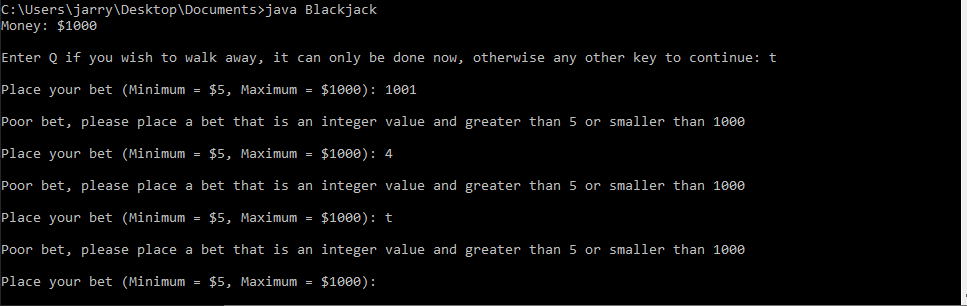 C:\Users\jarry\Desktop\Documents>java Blackjack
Money: $1000
Enter Q if you wish to walk away, it can only be done now, otherwise any other key to continue: t
Place your bet (Minimum = $5, Maximum = $1000): 1001
Poor bet, please place a bet that is an integer value and greater than 5 or smaller than 1000
Place your bet (Minimum = $5, Maximum = $1000): 4
Poor bet, please place a bet that is an integer value and greater than 5 or smaller than 1000
Place your bet (Minimum = $5, Maximum = $1000): t
Poor bet, please place a bet that is an integer value and greater than 5 or smaller than 1000
Place your bet (Minimum = $5, Maximum = $1000):